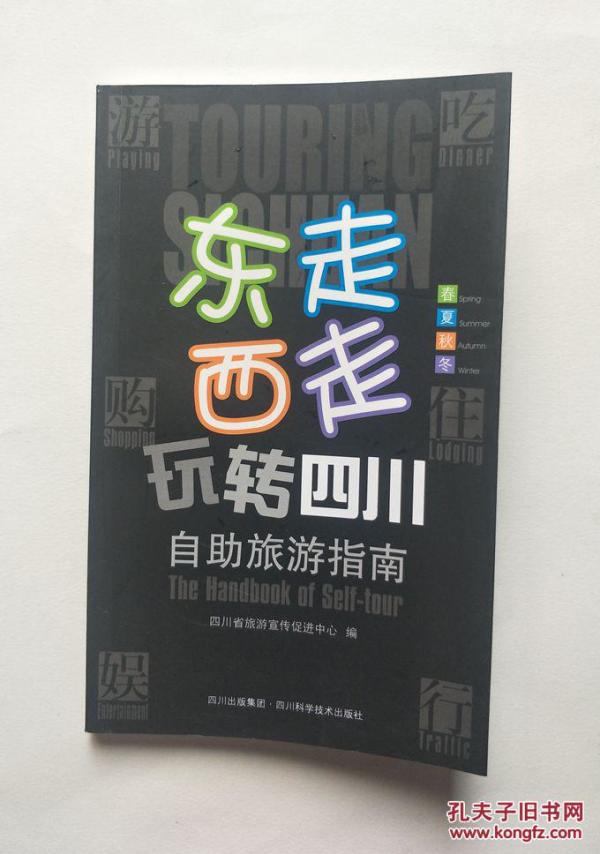 游
Playing
吃
Dinner
TOURING
SICHUAN
东走
西走
春 Spring
夏 Summer
秋 Autumn
冬 Winter
购
Shopping
住
Lodging
玩转四川
自助旅游指南
The Handbook of Self-tour
四川省旅游宣传促进中心 编
娱
Entertainment
行
Traffic
四川出版集团·四川科学技术出版社
孔夫子旧书网
www.kongfz.com